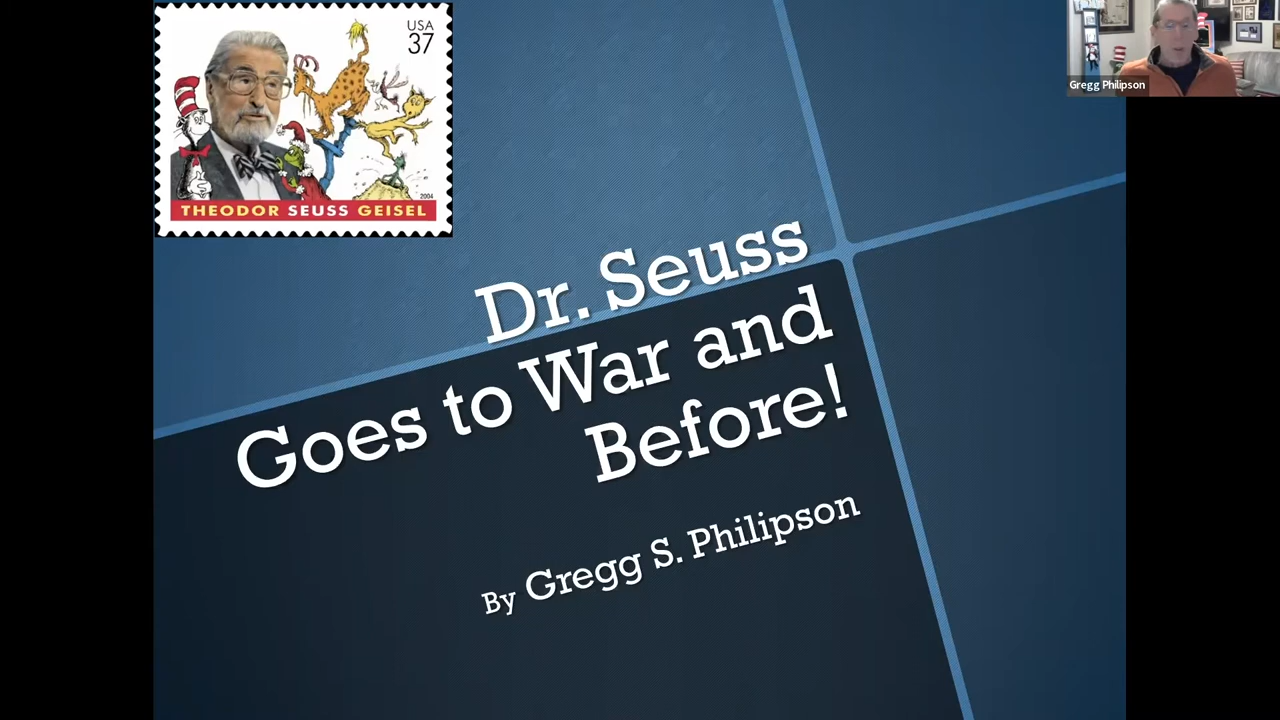 USA
37
2004
THEODOR SEUSS GEISEL
Gregg Philipson
Dr. Seuss
Goes to War and
Before!
By Gregg S. Philipson